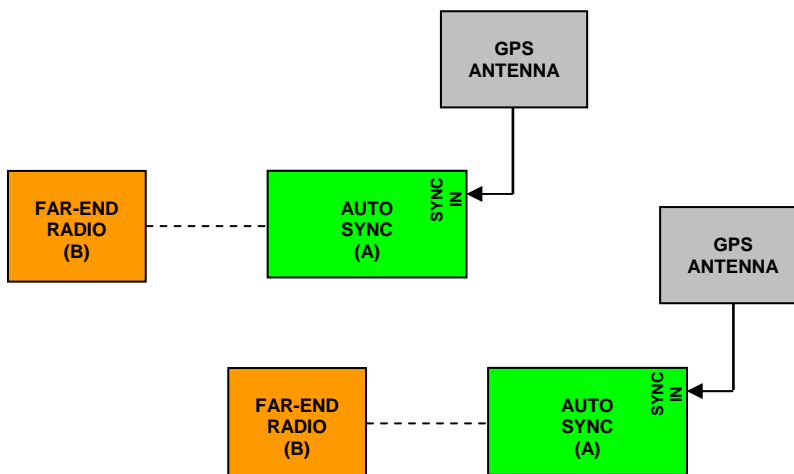 GPS
ANTENNA
FAR-END
RADIO
(B)
AUTO
SYNC
(A)
SYNC
IN
GPS
ANTENNA
FAR-END
RADIO
(B)
AUTO
SYNC
(A)
SYNC
IN